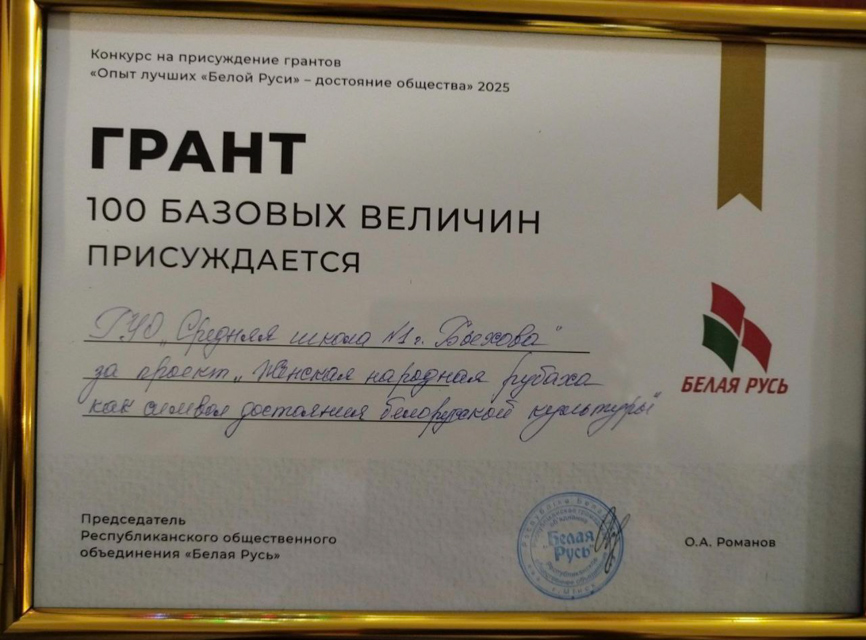 Конкурс на присуждение грантов
«Опыт лучших «Белой Руси» – достояние общества» 2025
ГРАНТ
100 БАЗОВЫХ ВЕЛИЧИН
ПРИСУЖДАЕТСЯ
ГУО „Средняя школа №1 г. Быхова"
за проект „Женская народная рубаха
как символ достояния белорусской культуры"
БЕЛАЯ РУСЬ
Председатель
Республиканского общественного
объединения «Белая Русь»
Белая
Русь
О.А. Романов